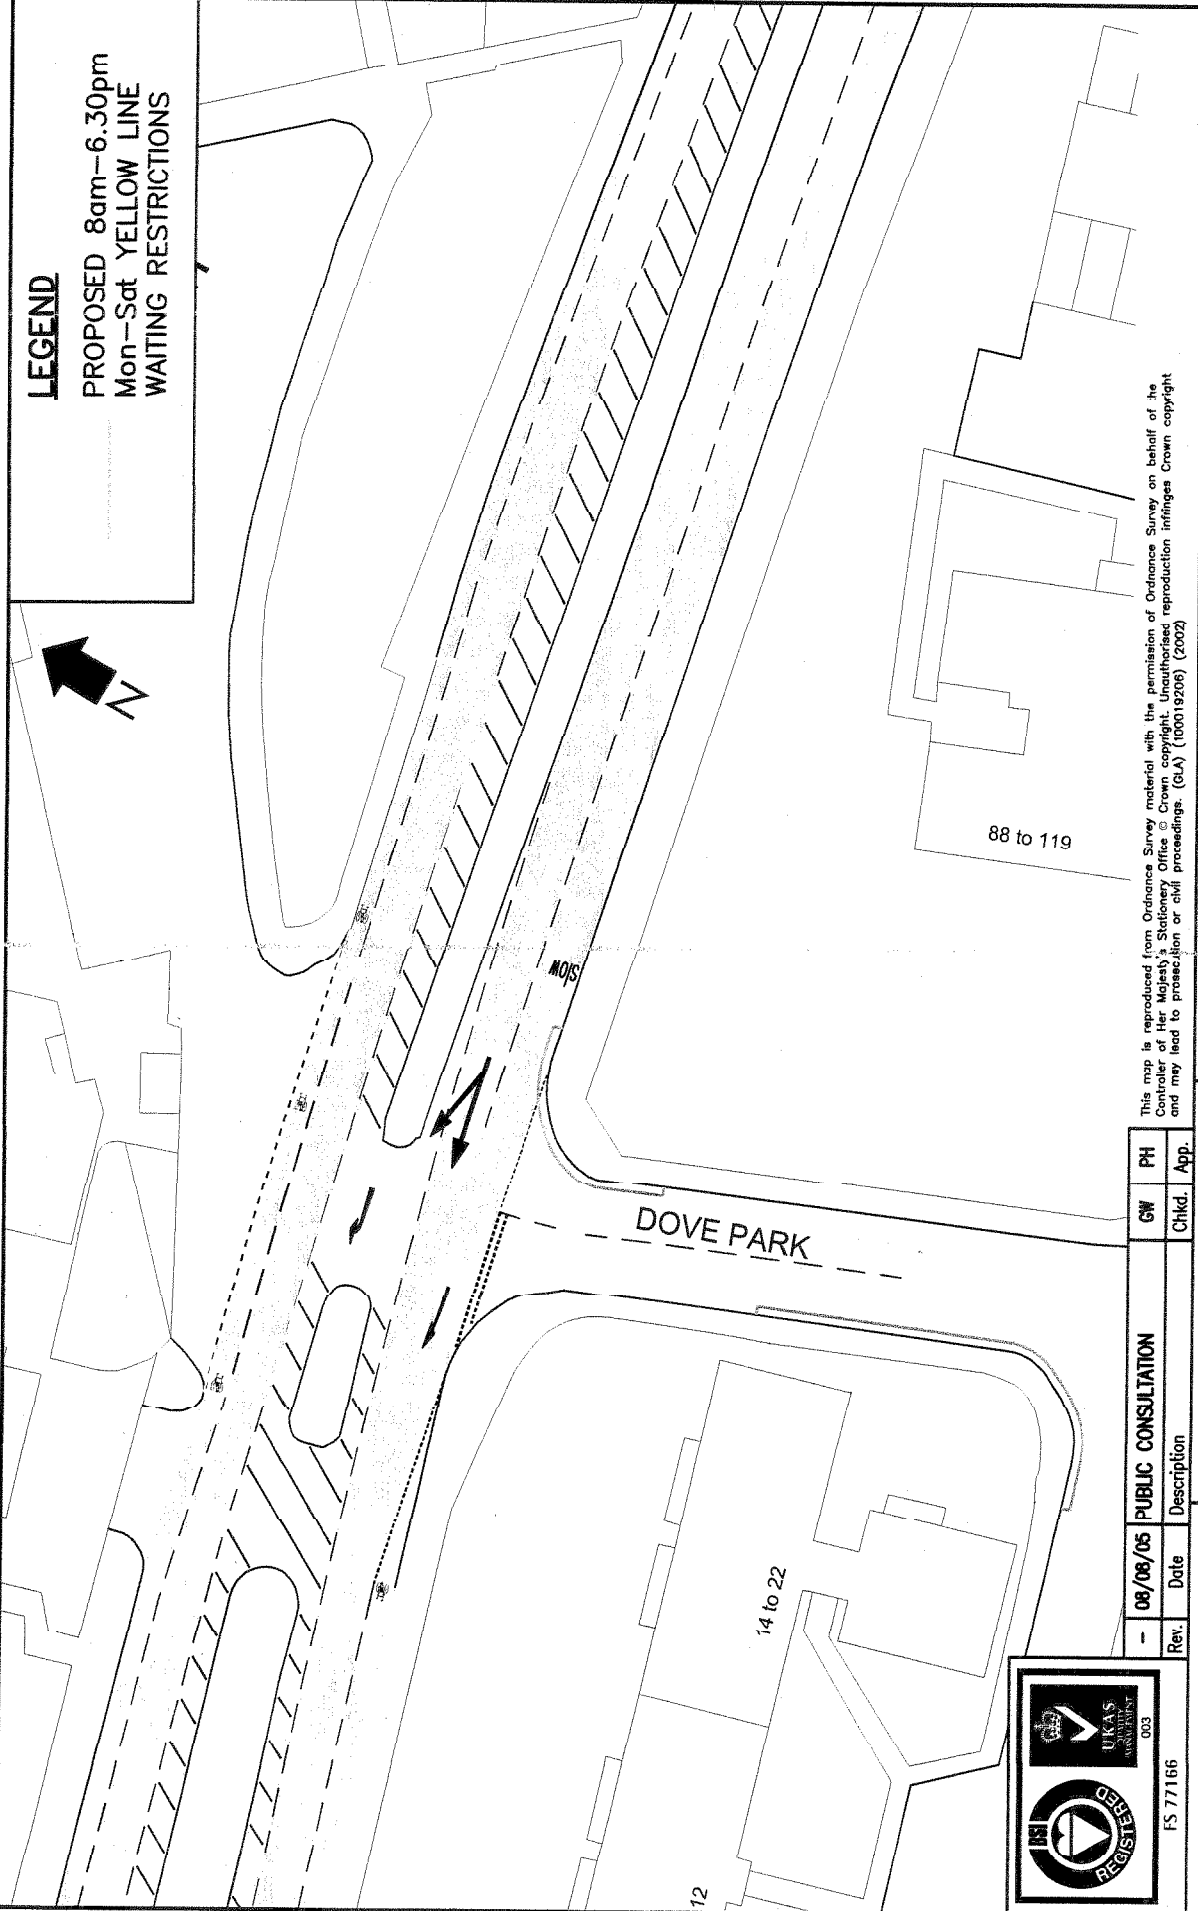 LEGEND
PROPOSED 8am-6.30pm
Mon-Sat YELLOW LINE
WAITING RESTRICTIONS
N
88 to 119
Slow
DOVE PARK
14 to 22
12
This map is reproduced from Ordnance Survey material with the permission of Ordnance Survey on behalf of the
Controller of Her Majesty's Stationery Office © Crown copyright. Unauthorised reproduction infringes Crown copyright
and may lead to prosecution or civil proceedings. (GLA) (100019206) (2002)
- 08/08/05 PUBLIC CONSULTATION GW PH
Rev. Date Description Chkd. App.
BSI
REGISTERED
UKAS
QUALITY
MANAGEMENT
003
FS 77166